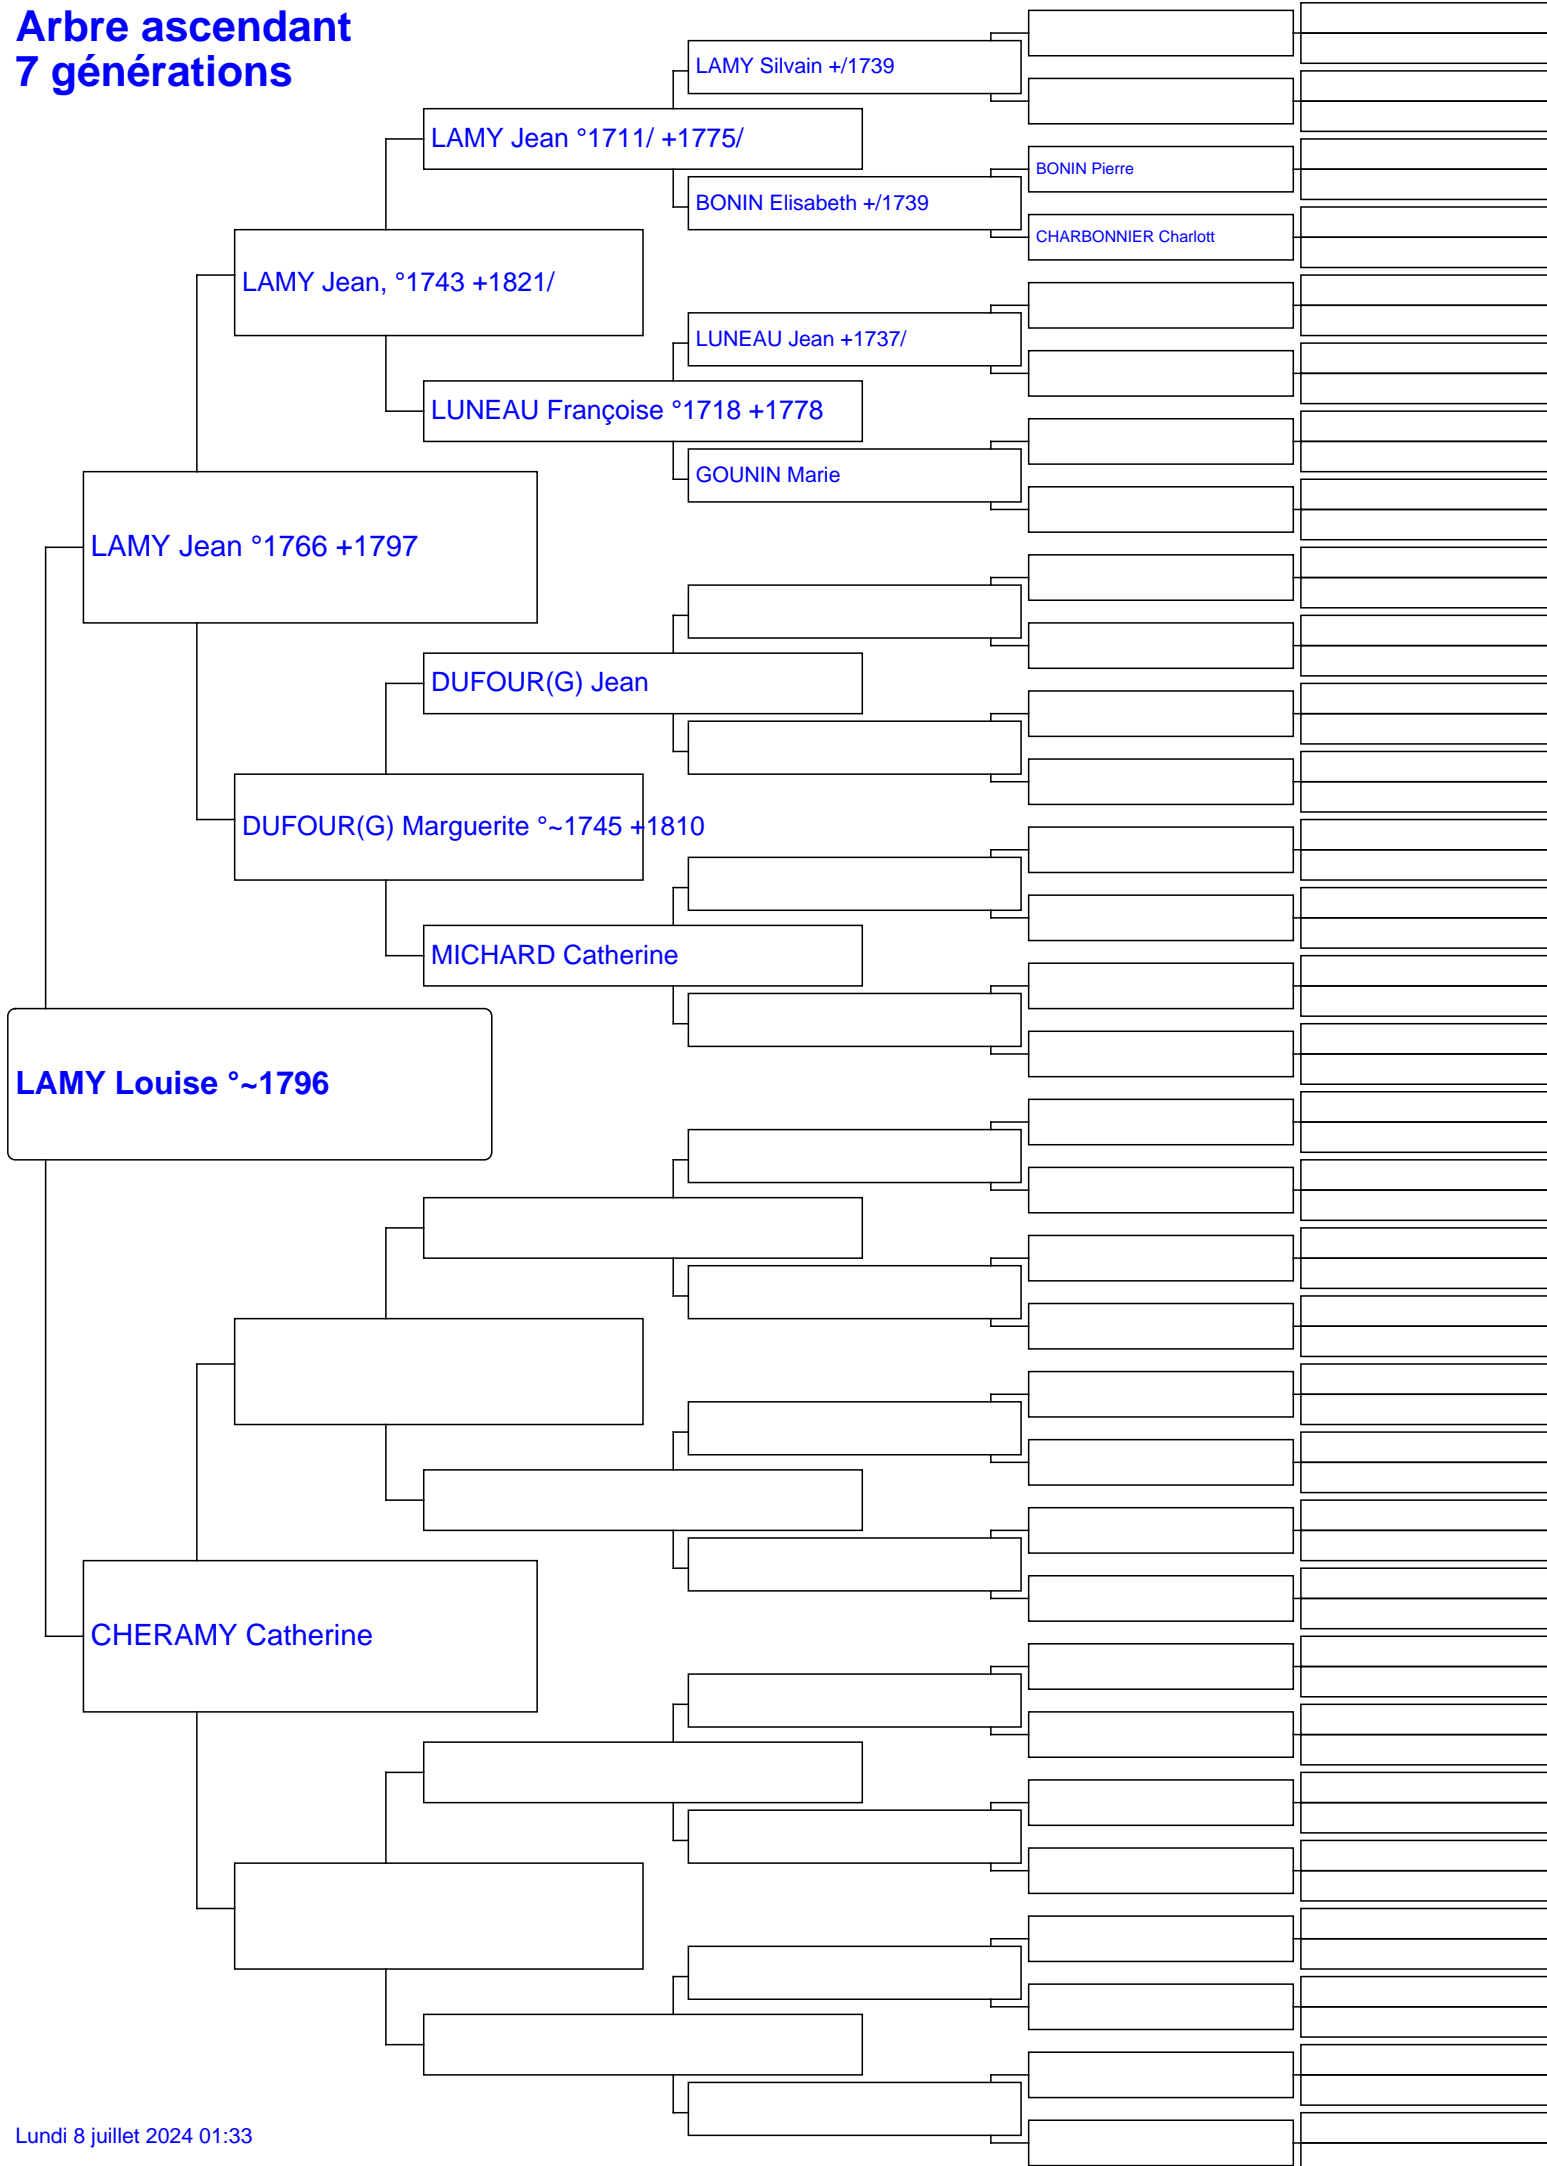 Arbre ascendant
7 générations
LAMY Silvain +/1739
LAMY Jean °1711/ +1775/
BONIN Pierre
BONIN Elisabeth +/1739
CHARBONNIER Charlott
LAMY Jean, °1743 +1821/
LUNEAU Jean +1737/
LUNEAU Françoise °1718 +1778
GOUNIN Marie
LAMY Jean °1766 +1797
DUFOUR(G) Jean
DUFOUR(G) Marguerite °~1745 +1810
MICHARD Catherine
LAMY Louise °~1796
CHERAMY Catherine
Lundi 8 juillet 2024 01:33